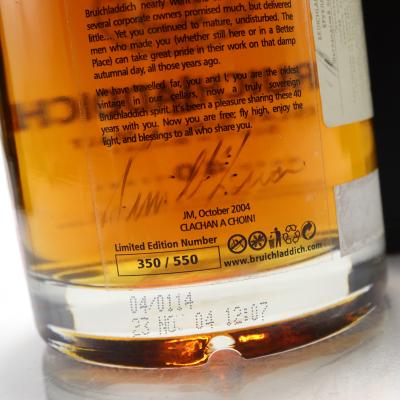 Bruichladdich nearly went
several corporate owners promised much, but delivered
little... Yet you continued to mature, undisturbed. The
men who made you (whether still here or in a Better
Place) can take great pride in their work on that damp
autumnal day, all those years ago.
We have travelled far, you and I, you are the oldest
vintage in our cellars, now a truly sovereign
Bruichladdich spirit. It's been a pleasure sharing these 40
years with you. Now you are free; fly high, enjoy the
light, and blessings to all who share you.
JM, October 2004
CLACHAN A CHOIN!
Limited Edition Number
350 / 550
www.bruichladdich.com
04/0114
23 NO. 04 12:07